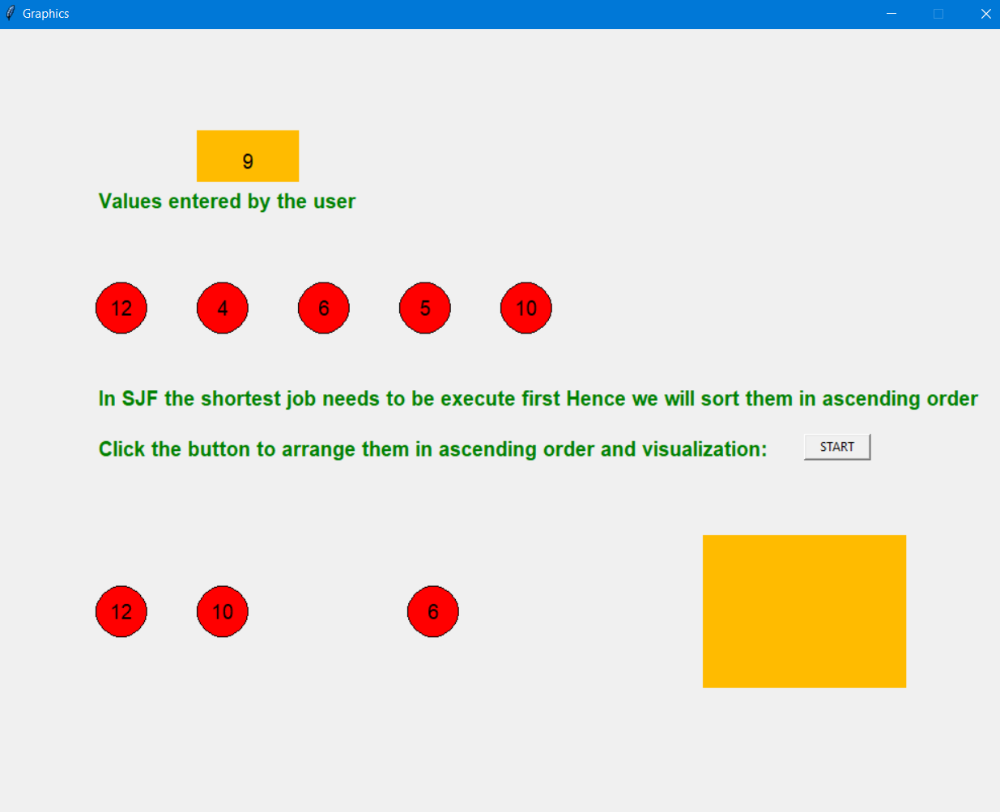 Graphics
9
Values entered by the user
12 4 6 5 10
In SJF the shortest job needs to be execute first Hence we will sort them in ascending order
Click the button to arrange them in ascending order and visualization: START
12 10 6